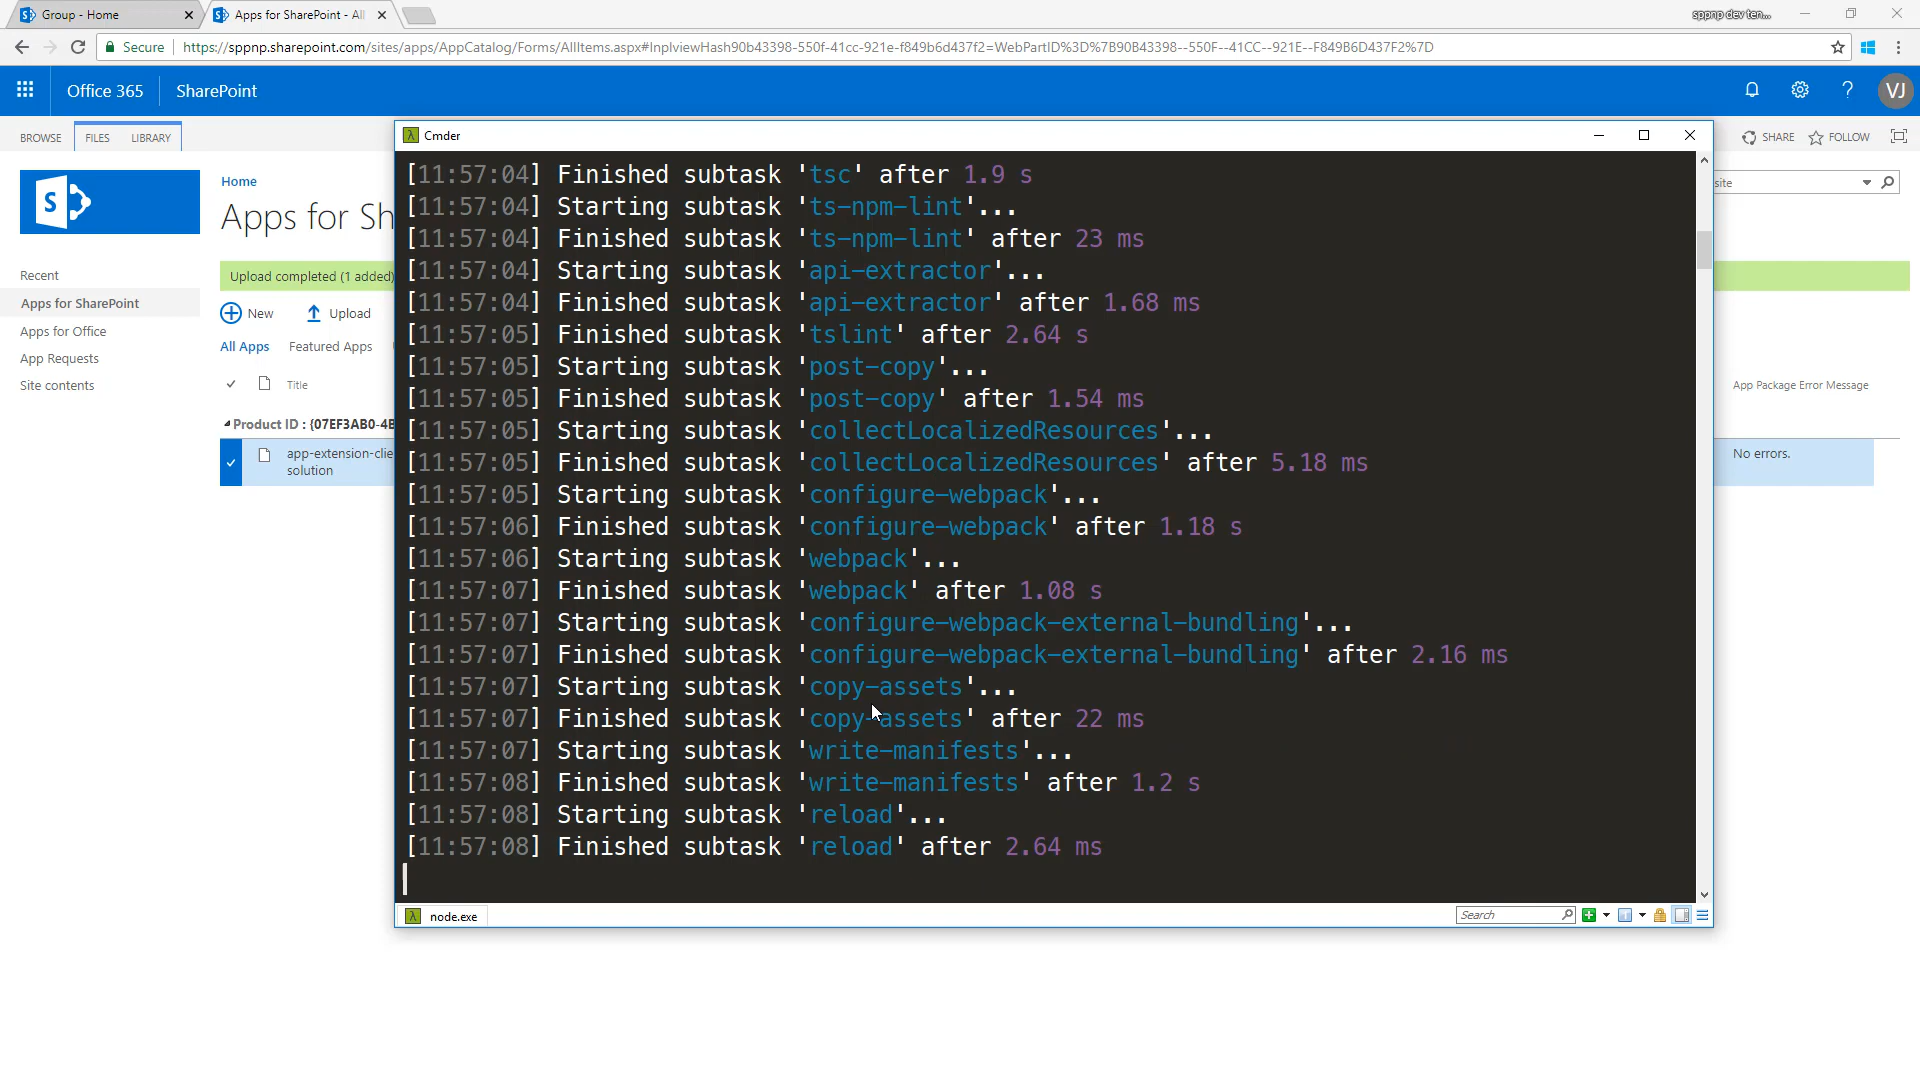 Group - Home
Apps for SharePoint - All
sppnp dev ten...
Secure
https://sppnp.sharepoint.com/sites/apps/AppCatalog/Forms/AllItems.aspx#InplviewHash90b43398-550f-41cc-921e-f849b6d437f2=WebPartID%3D%7B90B43398--550F--41CC--921E--F849B6D437F2%7D
Office 365
SharePoint
VJ
BROWSE
FILES
LIBRARY
SHARE
FOLLOW
site
Home
Apps for Sh
Recent
Apps for SharePoint
Apps for Office
App Requests
Site contents
Upload completed (1 added)
New
Upload
All Apps
Featured Apps
Title
App Package Error Message
Product ID : {07EF3AB0-4B
app-extension-clie
solution
No errors.
Cmder
[11:57:04] Finished subtask 'tsc' after 1.9 s
[11:57:04] Starting subtask 'ts-npm-lint'...
[11:57:04] Finished subtask 'ts-npm-lint' after 23 ms
[11:57:04] Starting subtask 'api-extractor'...
[11:57:04] Finished subtask 'api-extractor' after 1.68 ms
[11:57:05] Finished subtask 'tslint' after 2.64 s
[11:57:05] Starting subtask 'post-copy'...
[11:57:05] Finished subtask 'post-copy' after 1.54 ms
[11:57:05] Starting subtask 'collectLocalizedResources'...
[11:57:05] Finished subtask 'collectLocalizedResources' after 5.18 ms
[11:57:05] Starting subtask 'configure-webpack'...
[11:57:06] Finished subtask 'configure-webpack' after 1.18 s
[11:57:06] Starting subtask 'webpack'...
[11:57:07] Finished subtask 'webpack' after 1.08 s
[11:57:07] Starting subtask 'configure-webpack-external-bundling'...
[11:57:07] Finished subtask 'configure-webpack-external-bundling' after 2.16 ms
[11:57:07] Starting subtask 'copy-assets'...
[11:57:07] Finished subtask 'copy-assets' after 22 ms
[11:57:07] Starting subtask 'write-manifests'...
[11:57:08] Finished subtask 'write-manifests' after 1.2 s
[11:57:08] Starting subtask 'reload'...
[11:57:08] Finished subtask 'reload' after 2.64 ms
node.exe
Search